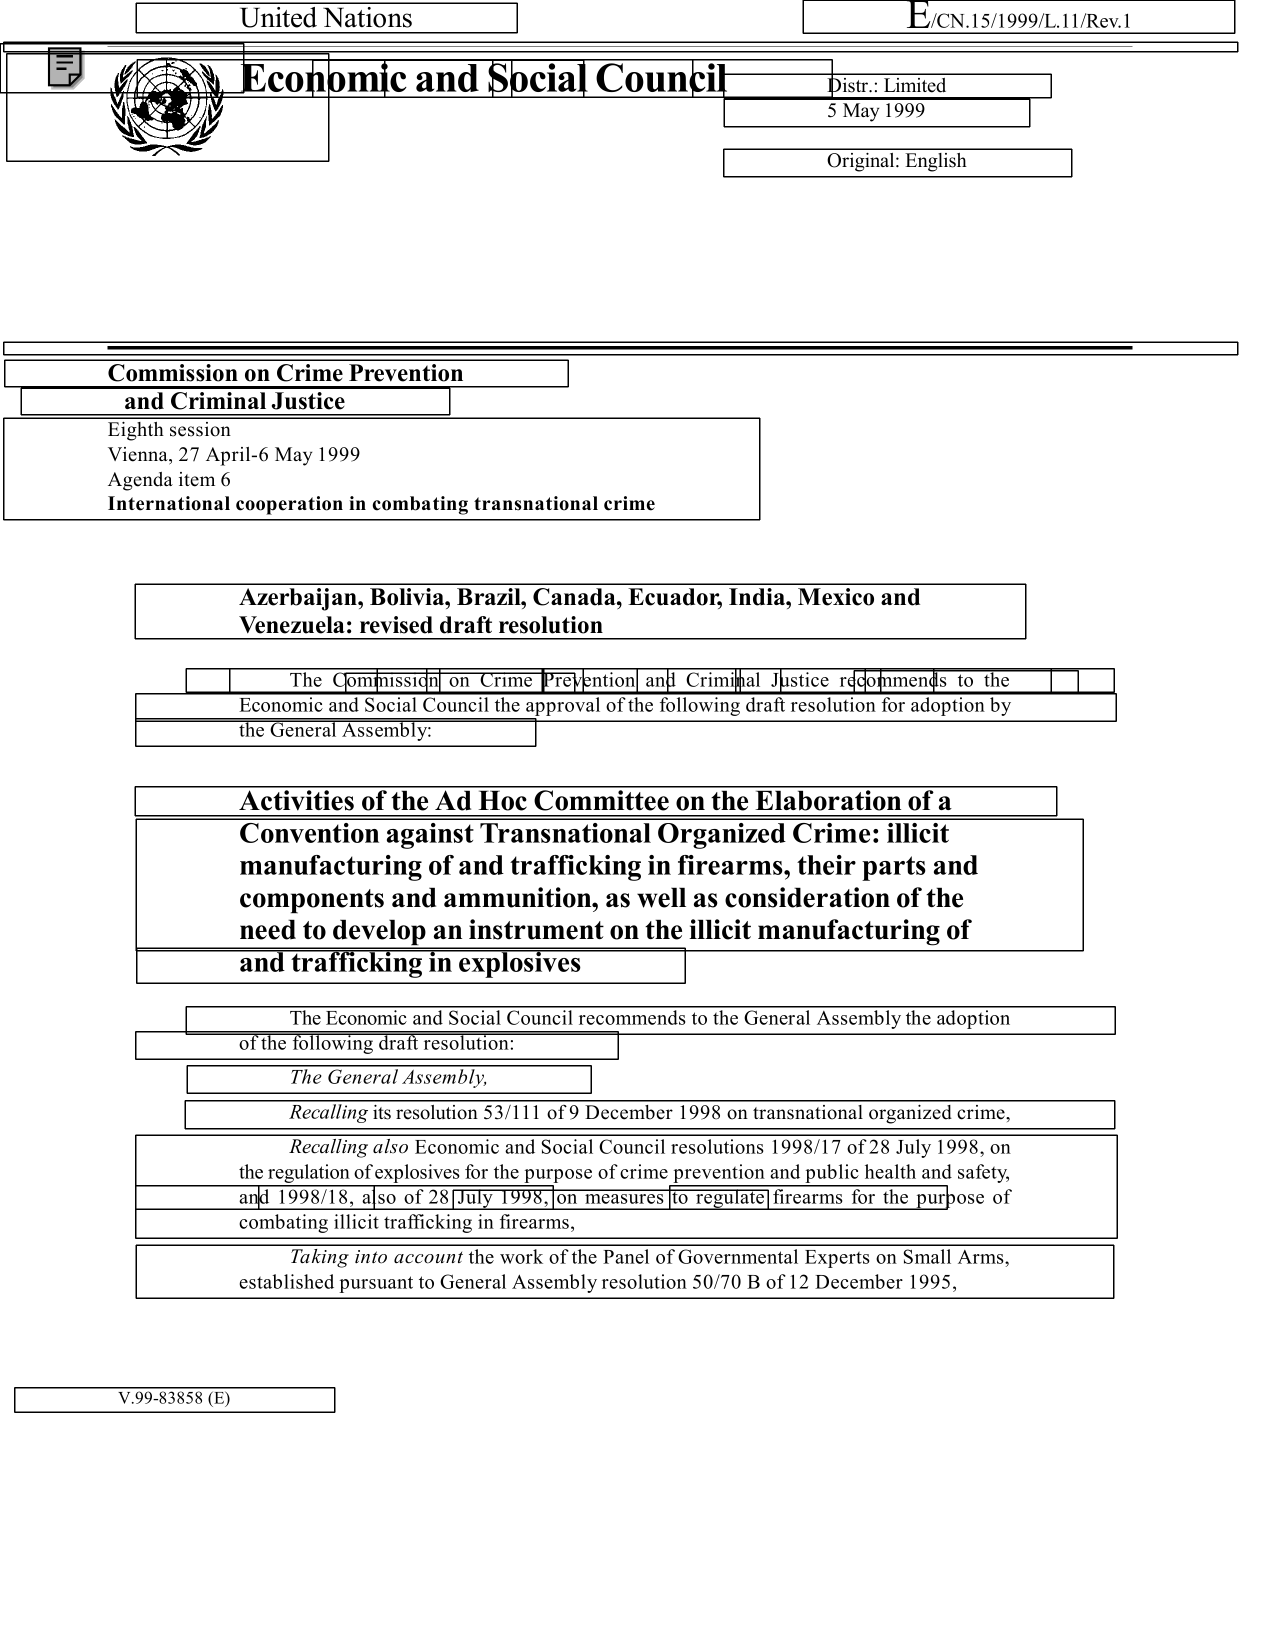 United Nations
E/CN.15/1999/L.11/Rev.1
Economic and Social Council
Distr.: Limited
5 May 1999
Original: English
Commission on Crime Prevention
and Criminal Justice
Eighth session
Vienna, 27 April-6 May 1999
Agenda item 6
International cooperation in combating transnational crime
Azerbaijan, Bolivia, Brazil, Canada, Ecuador, India, Mexico and
Venezuela: revised draft resolution
The Commission on Crime Prevention and Criminal Justice recommends to the
Economic and Social Council the approval of the following draft resolution for adoption by
the General Assembly:
Activities of the Ad Hoc Committee on the Elaboration of a
Convention against Transnational Organized Crime: illicit
manufacturing of and trafficking in firearms, their parts and
components and ammunition, as well as consideration of the
need to develop an instrument on the illicit manufacturing of
and trafficking in explosives
The Economic and Social Council recommends to the General Assembly the adoption
of the following draft resolution:
The General Assembly,
Recalling its resolution 53/111 of 9 December 1998 on transnational organized crime,
Recalling also Economic and Social Council resolutions 1998/17 of 28 July 1998, on
the regulation of explosives for the purpose of crime prevention and public health and safety,
and 1998/18, also of 28 July 1998, on measures to regulate firearms for the purpose of
combating illicit trafficking in firearms,
Taking into account the work of the Panel of Governmental Experts on Small Arms,
established pursuant to General Assembly resolution 50/70 B of 12 December 1995,
V.99-83858 (E)